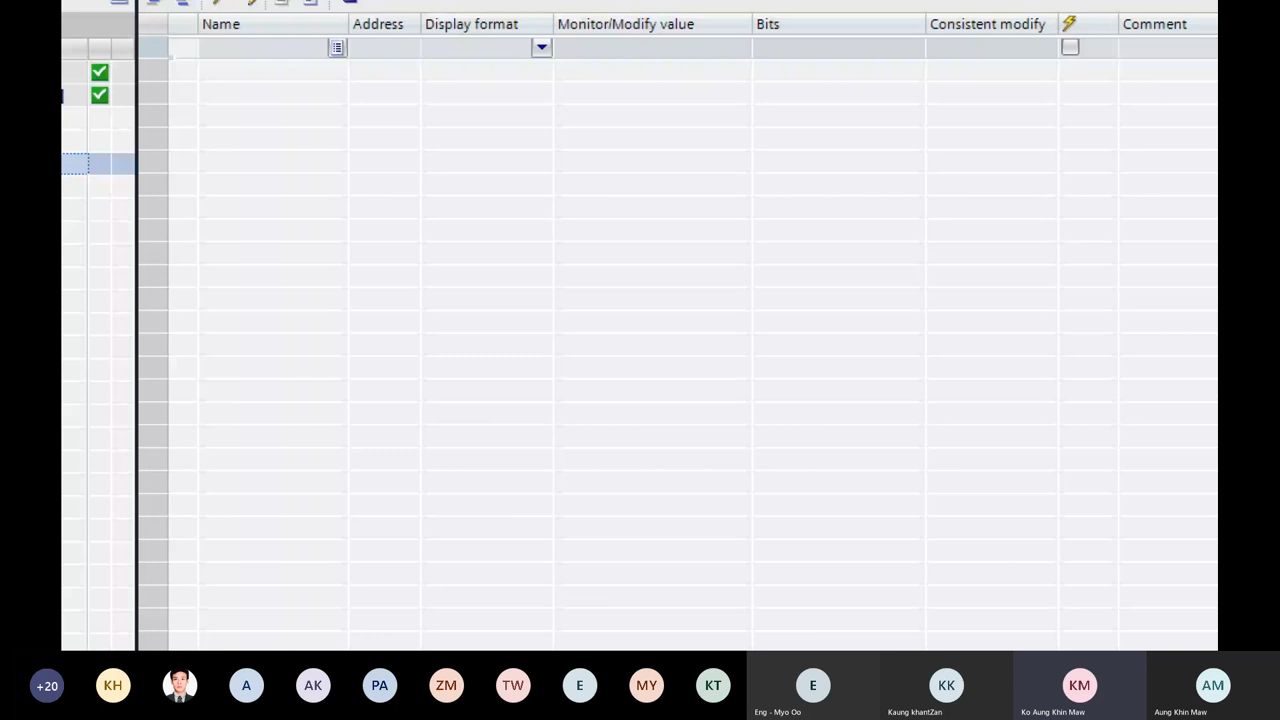 Name Address Display format Monitor/Modify value Bits Consistent modify Comment
+20 KH A AK PA ZM TW E MY KT E KK KM AM
Eng - Myo Oo Kaung khantZan Ko Aung Khin Maw Aung Khin Maw